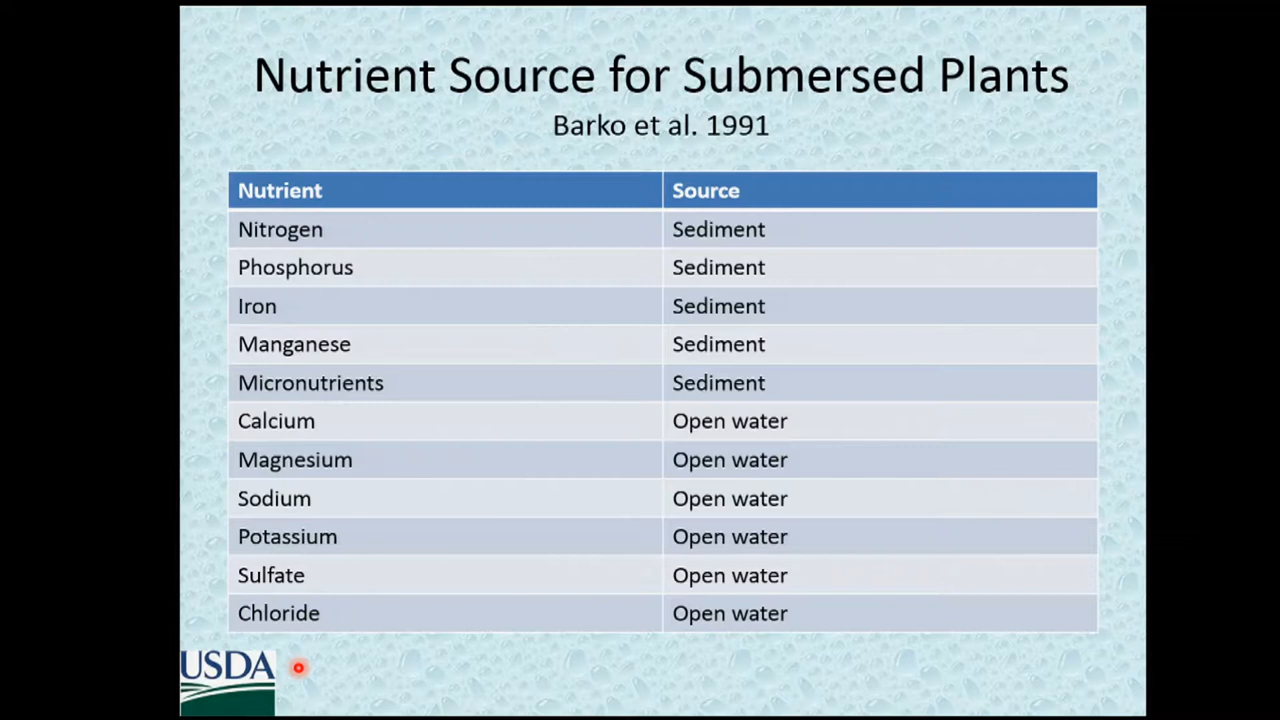 Nutrient Source for Submersed Plants
Barko et al. 1991
Nutrient Source
Nitrogen Sediment
Phosphorus Sediment
Iron Sediment
Manganese Sediment
Micronutrients Sediment
Calcium Open water
Magnesium Open water
Sodium Open water
Potassium Open water
Sulfate Open water
Chloride Open water
USDA